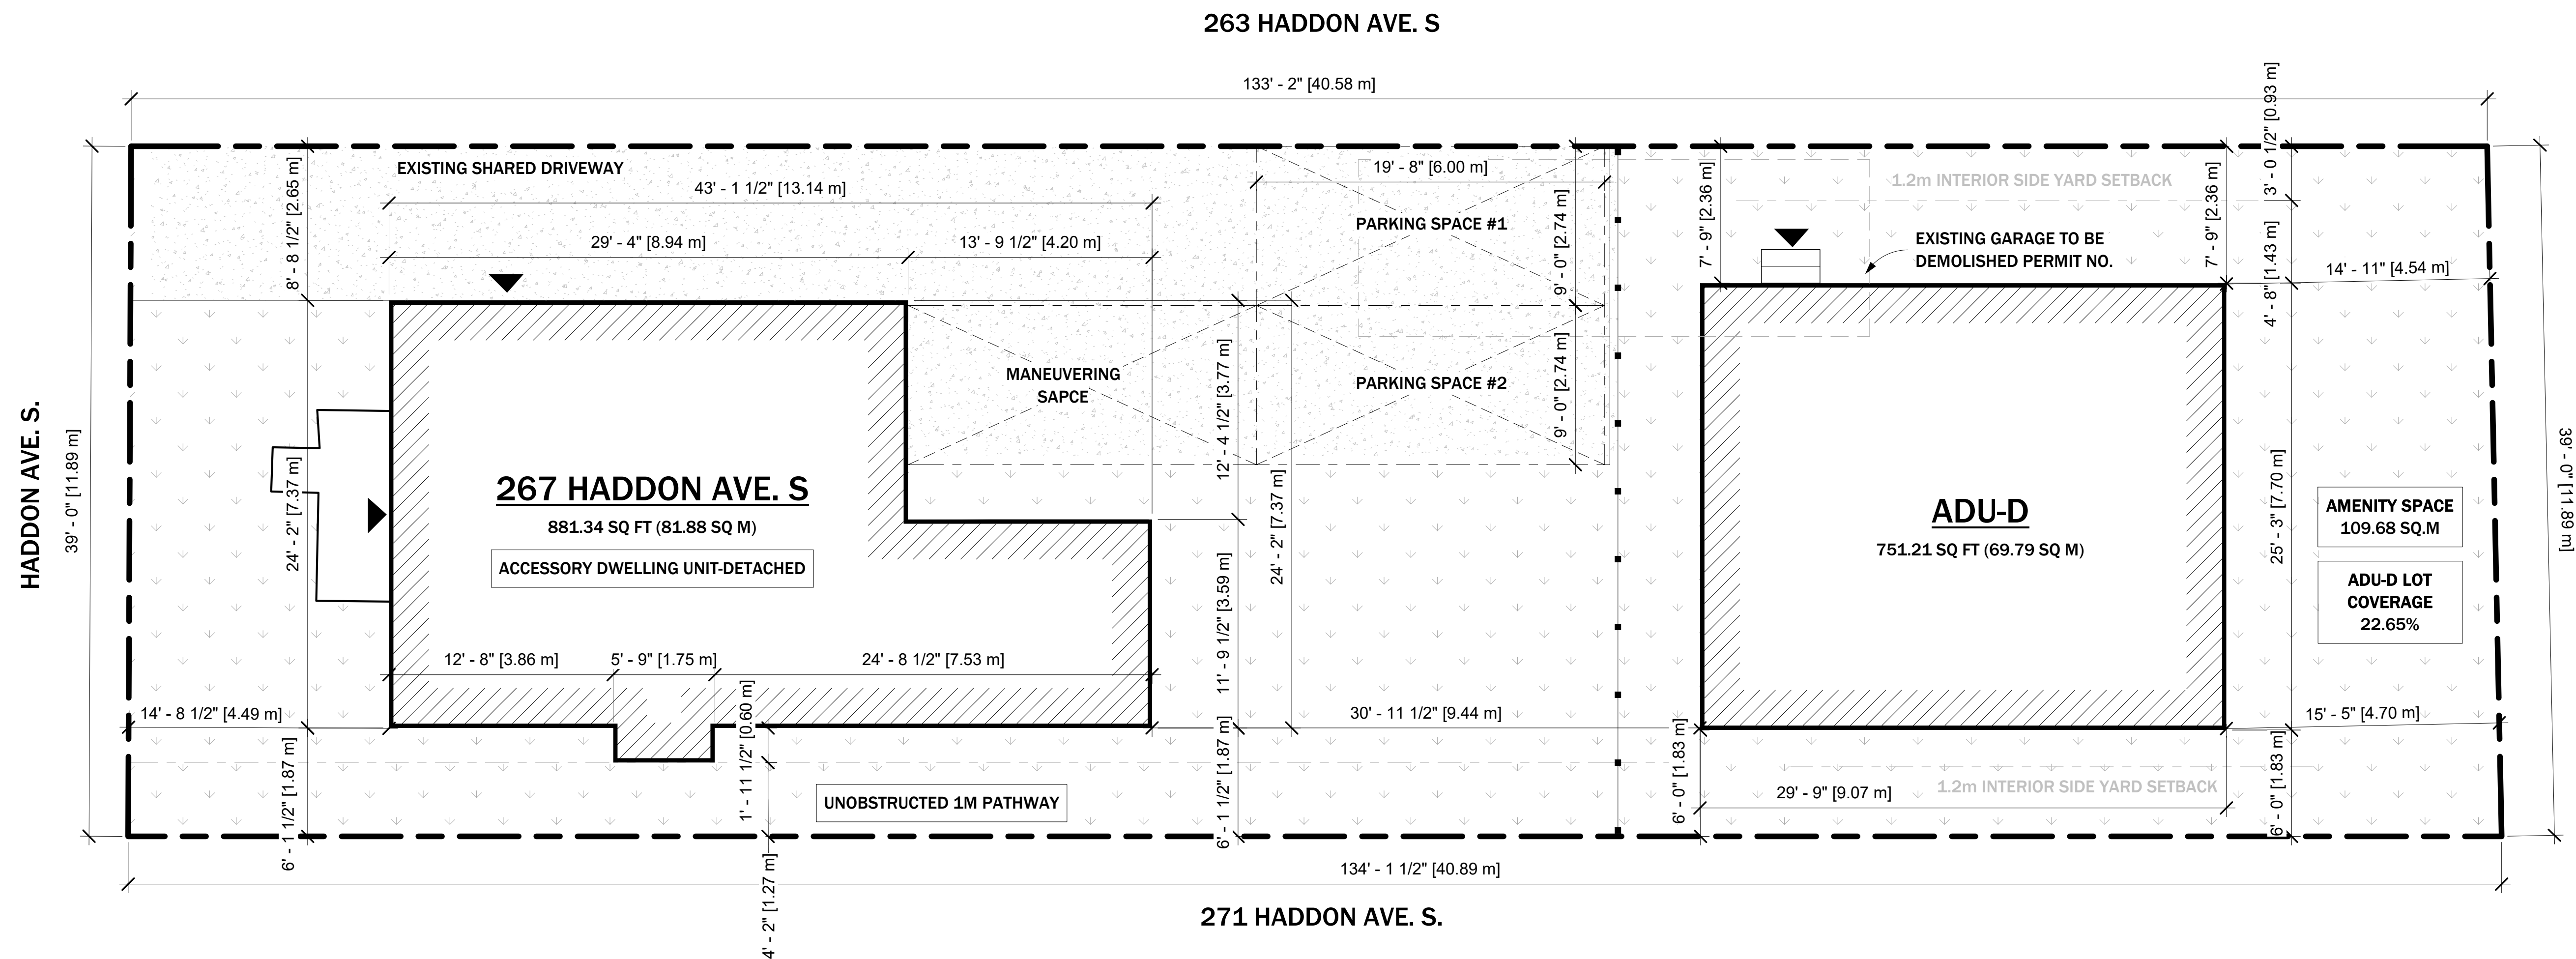 263 HADDON AVE. S
133' - 2" [40.58 m]
3' - 0 1/2" [0.93 m]
EXISTING SHARED DRIVEWAY
43' - 1 1/2" [13.14 m]
29' - 4" [8.94 m]
13' - 9 1/2" [4.20 m]
8' - 8 1/2" [2.65 m]
19' - 8" [6.00 m]
PARKING SPACE #1
9' - 0" [2.74 m]
7' - 9" [2.36 m]
1.2m INTERIOR SIDE YARD SETBACK
7' - 9" [2.36 m]
EXISTING GARAGE TO BE
DEMOLISHED PERMIT NO.
4' - 8" [1.43 m]
14' - 11" [4.54 m]
MANEUVERING
SAPCE
12' - 4 1/2" [3.77 m]
PARKING SPACE #2
9' - 0" [2.74 m]
HADDON AVE. S.
39' - 0" [11.89 m]
24' - 2" [7.37 m]
267 HADDON AVE. S
881.34 SQ FT (81.88 SQ M)
ACCESSORY DWELLING UNIT-DETACHED
24' - 2" [7.37 m]
11' - 9 1/2" [3.59 m]
ADU-D
751.21 SQ FT (69.79 SQ M)
25' - 3" [7.70 m]
AMENITY SPACE
109.68 SQ.M
ADU-D LOT
COVERAGE
22.65%
39' - 0" [11.89 m]
12' - 8" [3.86 m]
5' - 9" [1.75 m]
24' - 8 1/2" [7.53 m]
14' - 8 1/2" [4.49 m]
30' - 11 1/2" [9.44 m]
15' - 5" [4.70 m]
6' - 1 1/2" [1.87 m]
1' - 11 1/2" [0.60 m]
UNOBSTRUCTED 1M PATHWAY
6' - 1 1/2" [1.87 m]
6' - 0" [1.83 m]
29' - 9" [9.07 m]
1.2m INTERIOR SIDE YARD SETBACK
6' - 0" [1.83 m]
4' - 2" [1.27 m]
134' - 1 1/2" [40.89 m]
271 HADDON AVE. S.